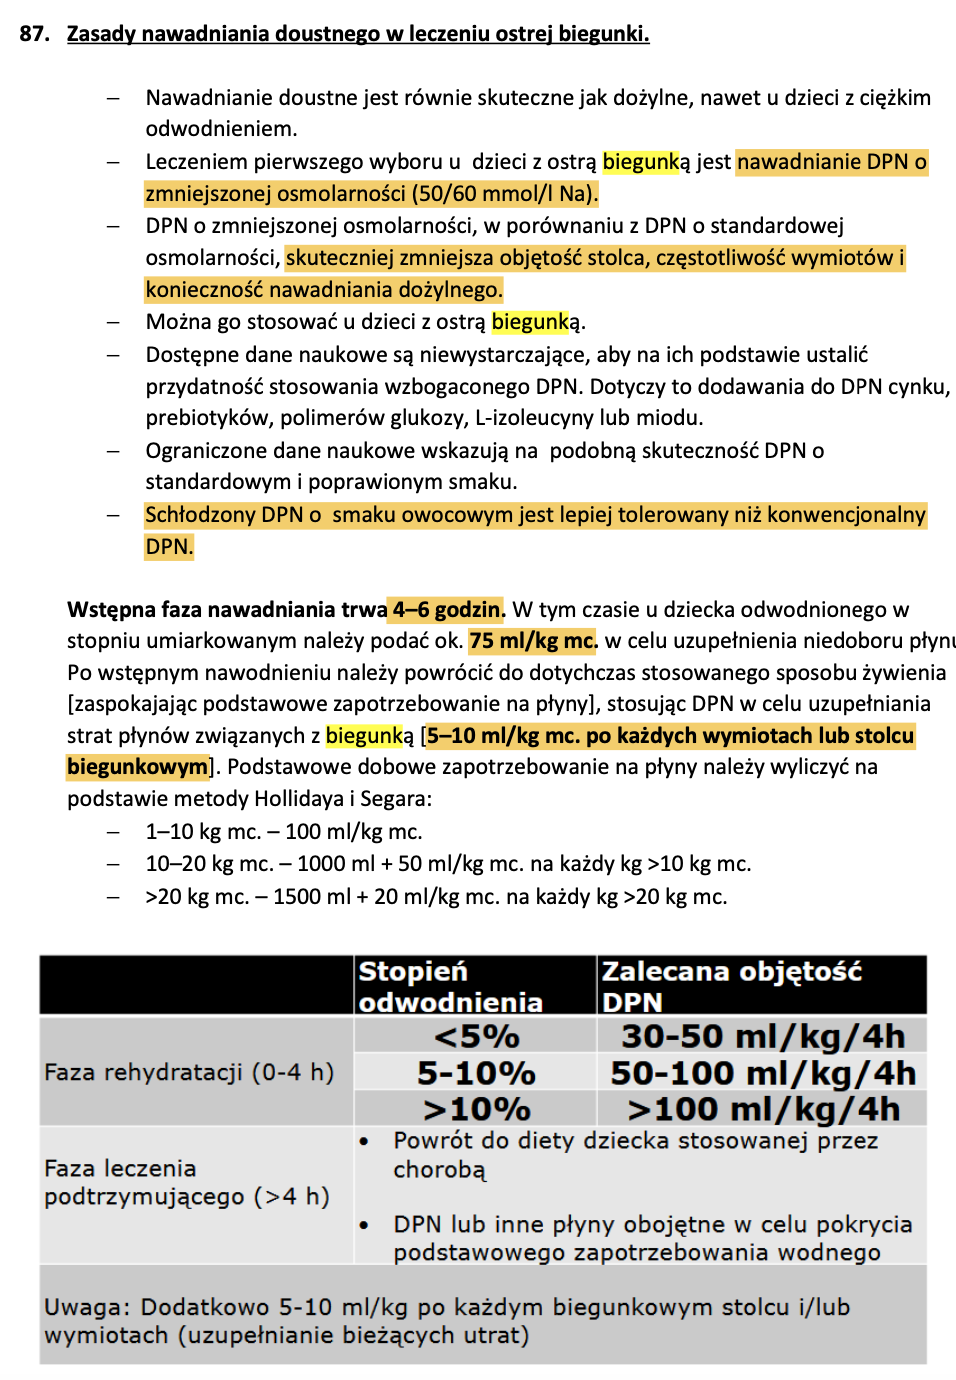 87. Zasady nawadniania doustnego w leczeniu ostrej biegunki.
– Nawadnianie doustne jest równie skuteczne jak dożylne, nawet u dzieci z ciężkim
odwodnieniem.
– Leczeniem pierwszego wyboru u dzieci z ostrą biegunką jest nawadnianie DPN o
zmniejszonej osmolarności (50/60 mmol/l Na).
– DPN o zmniejszonej osmolarności, w porównaniu z DPN o standardowej
osmolarności, skuteczniej zmniejsza objętość stolca, częstotliwość wymiotów i
konieczność nawadniania dożylnego.
– Można go stosować u dzieci z ostrą biegunką.
– Dostępne dane naukowe są niewystarczające, aby na ich podstawie ustalić
przydatność stosowania wzbogaconego DPN. Dotyczy to dodawania do DPN cynku,
prebiotyków, polimerów glukozy, L-izoleucyny lub miodu.
– Ograniczone dane naukowe wskazują na podobną skuteczność DPN o
standardowym i poprawionym smaku.
– Schłodzony DPN o smaku owocowym jest lepiej tolerowany niż konwencjonalny
DPN.
Wstępna faza nawadniania trwa 4–6 godzin. W tym czasie u dziecka odwodnionego w
stopniu umiarkowanym należy podać ok. 75 ml/kg mc. w celu uzupełnienia niedoboru płynu
Po wstępnym nawodnieniu należy powrócić do dotychczas stosowanego sposobu żywienia
[zaspokajając podstawowe zapotrzebowanie na płyny], stosując DPN w celu uzupełniania
strat płynów związanych z biegunką [5–10 ml/kg mc. po każdych wymiotach lub stolcu
biegunkowym]. Podstawowe dobowe zapotrzebowanie na płyny należy wyliczyć na
podstawie metody Hollidaya i Segara:
– 1–10 kg mc. – 100 ml/kg mc.
– 10–20 kg mc. – 1000 ml + 50 ml/kg mc. na każdy kg >10 kg mc.
– >20 kg mc. – 1500 ml + 20 ml/kg mc. na każdy kg >20 kg mc.
Stopień
odwodnienia
Zalecana objętość
DPN
Faza rehydratacji (0-4 h)
<5% 30-50 ml/kg/4h
5-10% 50-100 ml/kg/4h
>10% >100 ml/kg/4h
Faza leczenia
podtrzymującego (>4 h)
• Powrót do diety dziecka stosowanej przez
chorobą
• DPN lub inne płyny obojętne w celu pokrycia
podstawowego zapotrzebowania wodnego
Uwaga: Dodatkowo 5-10 ml/kg po każdym biegunkowym stolcu i/lub
wymiotach (uzupełnianie bieżących utrat)